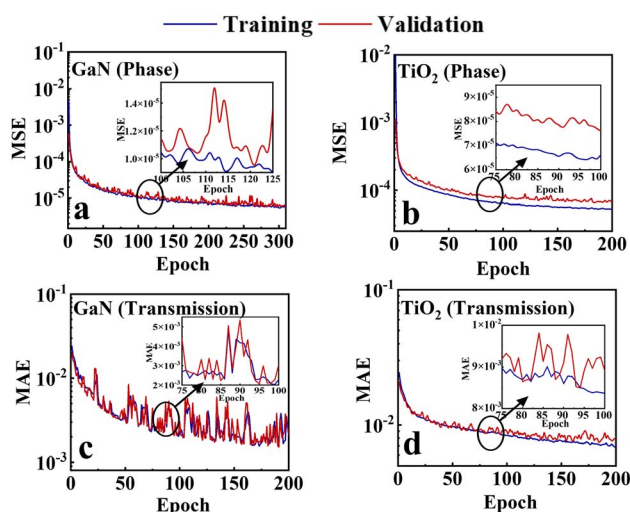 Training Validation
GaN (Phase)
MSE
10⁻¹
10⁻²
10⁻³
10⁻⁴
10⁻⁵
0 50 100 150 200 250 300
Epoch
a
MSE
1.4×10⁻⁵
1.2×10⁻⁵
1.0×10⁻⁵
100 105 110 115 120 125
Epoch
TiO₂ (Phase)
MSE
10⁻²
10⁻³
10⁻⁴
0 50 100 150 200
Epoch
b
MSE
9×10⁻⁵
8×10⁻⁵
7×10⁻⁵
6×10⁻⁵
75 80 85 90 95 100
Epoch
GaN (Transmission)
MAE
10⁻¹
10⁻²
10⁻³
0 50 100 150 200
Epoch
c
MAE
5×10⁻³
4×10⁻³
3×10⁻³
2×10⁻³
75 80 85 90 95 100
Epoch
TiO₂ (Transmission)
MAE
10⁻¹
10⁻²
0 50 100 150 200
Epoch
d
MAE
1×10⁻²
9×10⁻³
8×10⁻³
75 80 85 90 95 100
Epoch